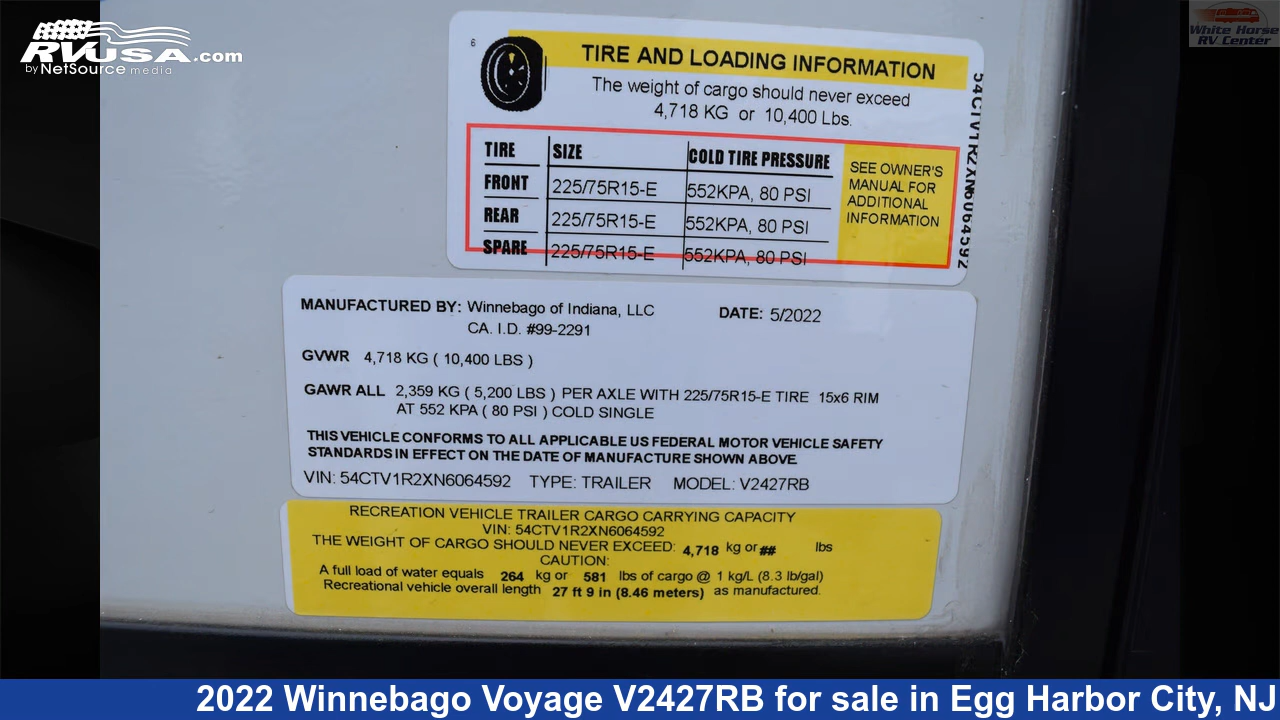 RVUSA.com
by NetSource media
White Horse
RV Center
6
TIRE AND LOADING INFORMATION
The weight of cargo should never exceed
4,718 KG or 10,400 Lbs.
TIRE SIZE COLD TIRE PRESSURE
FRONT 225/75R15-E 552KPA, 80 PSI
REAR 225/75R15-E 552KPA, 80 PSI
SPARE 225/75R15-E 552KPA, 80 PSI
SEE OWNER'S
MANUAL FOR
ADDITIONAL
INFORMATION
54CTV1R2XN6064592
MANUFACTURED BY: Winnebago of Indiana, LLC DATE: 5/2022
CA. I.D. #99-2291
GVWR 4,718 KG ( 10,400 LBS )
GAWR ALL 2,359 KG ( 5,200 LBS ) PER AXLE WITH 225/75R15-E TIRE 15x6 RIM
AT 552 KPA ( 80 PSI ) COLD SINGLE
THIS VEHICLE CONFORMS TO ALL APPLICABLE US FEDERAL MOTOR VEHICLE SAFETY
STANDARDS IN EFFECT ON THE DATE OF MANUFACTURE SHOWN ABOVE.
VIN: 54CTV1R2XN6064592 TYPE: TRAILER MODEL: V2427RB
RECREATION VEHICLE TRAILER CARGO CARRYING CAPACITY
VIN: 54CTV1R2XN6064592
THE WEIGHT OF CARGO SHOULD NEVER EXCEED: 4,718 kg or ## lbs
CAUTION:
A full load of water equals 264 kg or 581 lbs of cargo @ 1 kg/L (8.3 lb/gal)
Recreational vehicle overall length 27 ft 9 in (8.46 meters) as manufactured.
2022 Winnebago Voyage V2427RB for sale in Egg Harbor City, NJ